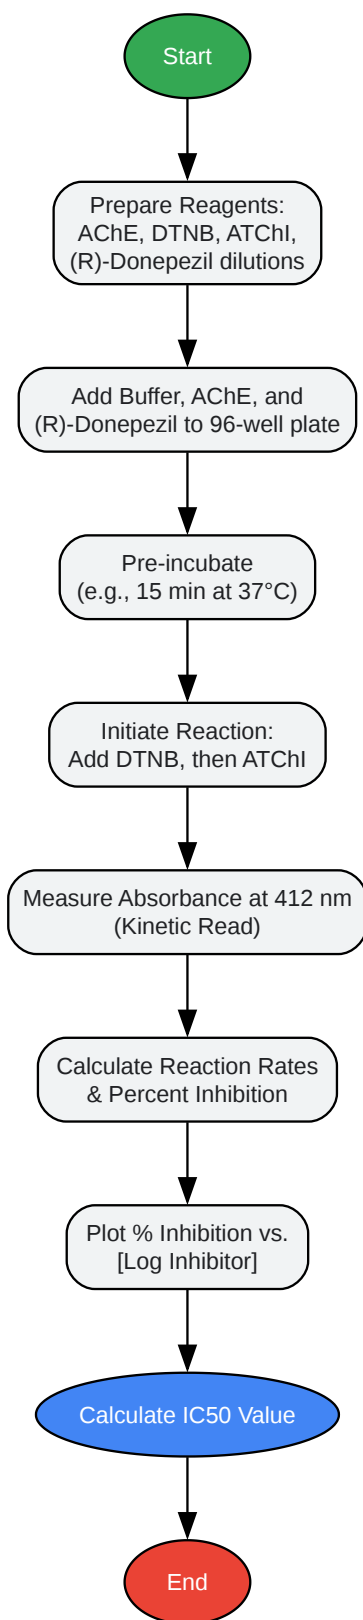 Start
Prepare Reagents:
AChE, DTNB, ATChI,
(R)-Donepezil dilutions
Add Buffer, AChE, and
(R)-Donepezil to 96-well plate
Pre-incubate
(e.g., 15 min at 37°C)
Initiate Reaction:
Add DTNB, then ATChI
Measure Absorbance at 412 nm
(Kinetic Read)
Calculate Reaction Rates
& Percent Inhibition
Plot % Inhibition vs.
[Log Inhibitor]
Calculate IC50 Value
End